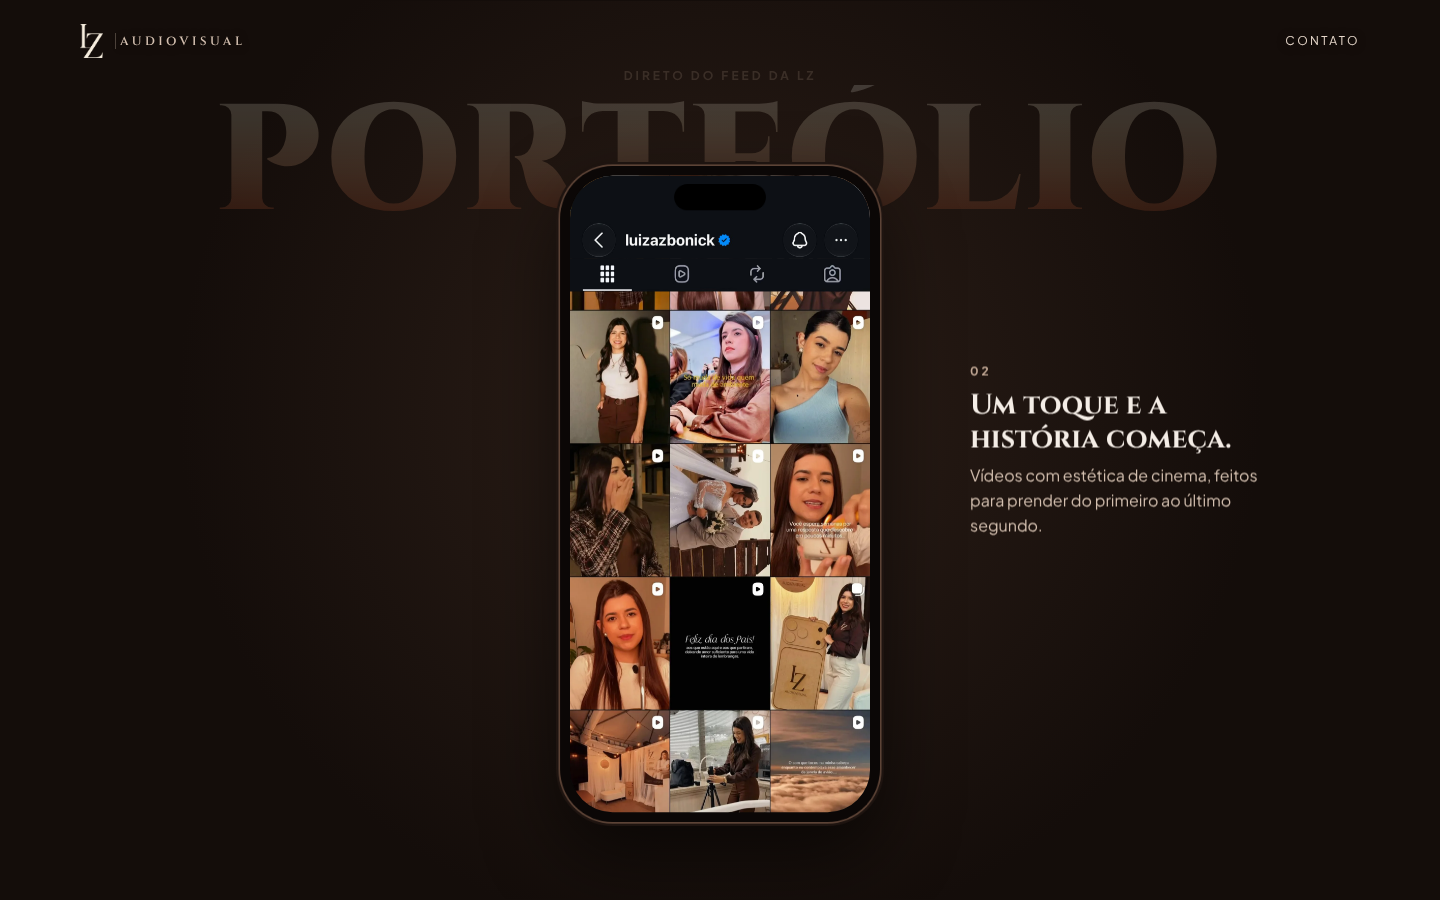 LZ | AUDIOVISUAL
CONTATO
DIRETO DO FEED DA LZ
PORTFÓLIO
luizazbonick
02
UM TOQUE E A
HISTÓRIA COMEÇA.
Vídeos com estética de cinema, feitos
para prender do primeiro ao último
segundo.
Feliz dia dos Pais!
LZ